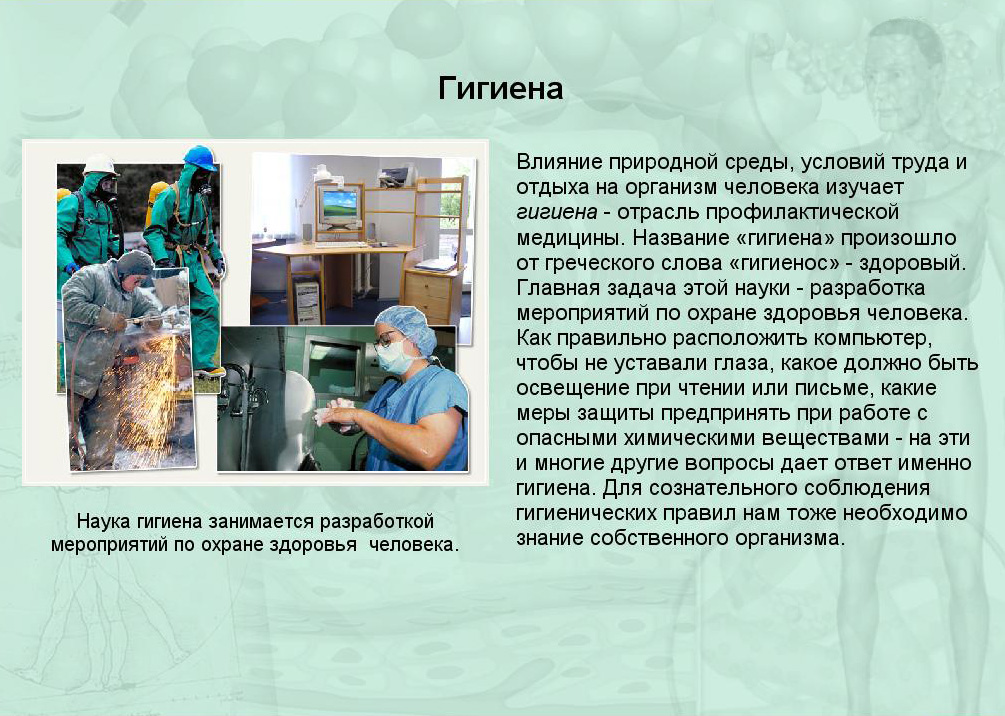 Гигиена
Влияние природной среды, условий труда и
отдыха на организм человека изучает
гигиена - отрасль профилактической
медицины. Название «гигиена» произошло
от греческого слова «гигиенос» - здоровый.
Главная задача этой науки - разработка
мероприятий по охране здоровья человека.
Как правильно расположить компьютер,
чтобы не уставали глаза, какое должно быть
освещение при чтении или письме, какие
меры защиты предпринять при работе с
опасными химическими веществами - на эти
и многие другие вопросы дает ответ именно
гигиена. Для сознательного соблюдения
гигиенических правил нам тоже необходимо
знание собственного организма.
Наука гигиена занимается разработкой
мероприятий по охране здоровья человека.